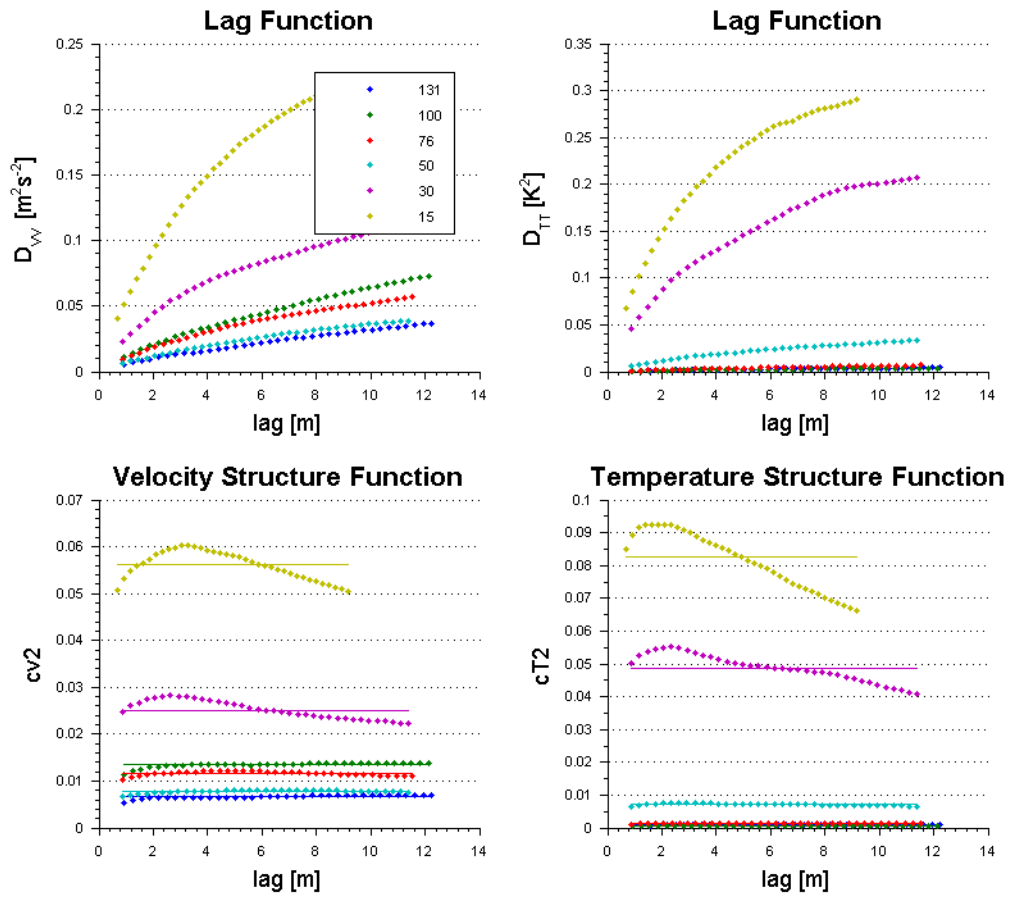 Lag Function
0.25
0.2
0.15
0.1
0.05
0
D_VV [m²s⁻²]
131
100
76
50
30
15
0 2 4 6 8 10 12 14
lag [m]
Lag Function
0.35
0.3
0.25
0.2
0.15
0.1
0.05
0
D_TT [K²]
0 2 4 6 8 10 12 14
lag [m]
Velocity Structure Function
0.07
0.06
0.05
0.04
0.03
0.02
0.01
0
cv2
0 2 4 6 8 10 12 14
lag [m]
Temperature Structure Function
0.1
0.09
0.08
0.07
0.06
0.05
0.04
0.03
0.02
0.01
0
cT2
0 2 4 6 8 10 12 14
lag [m]